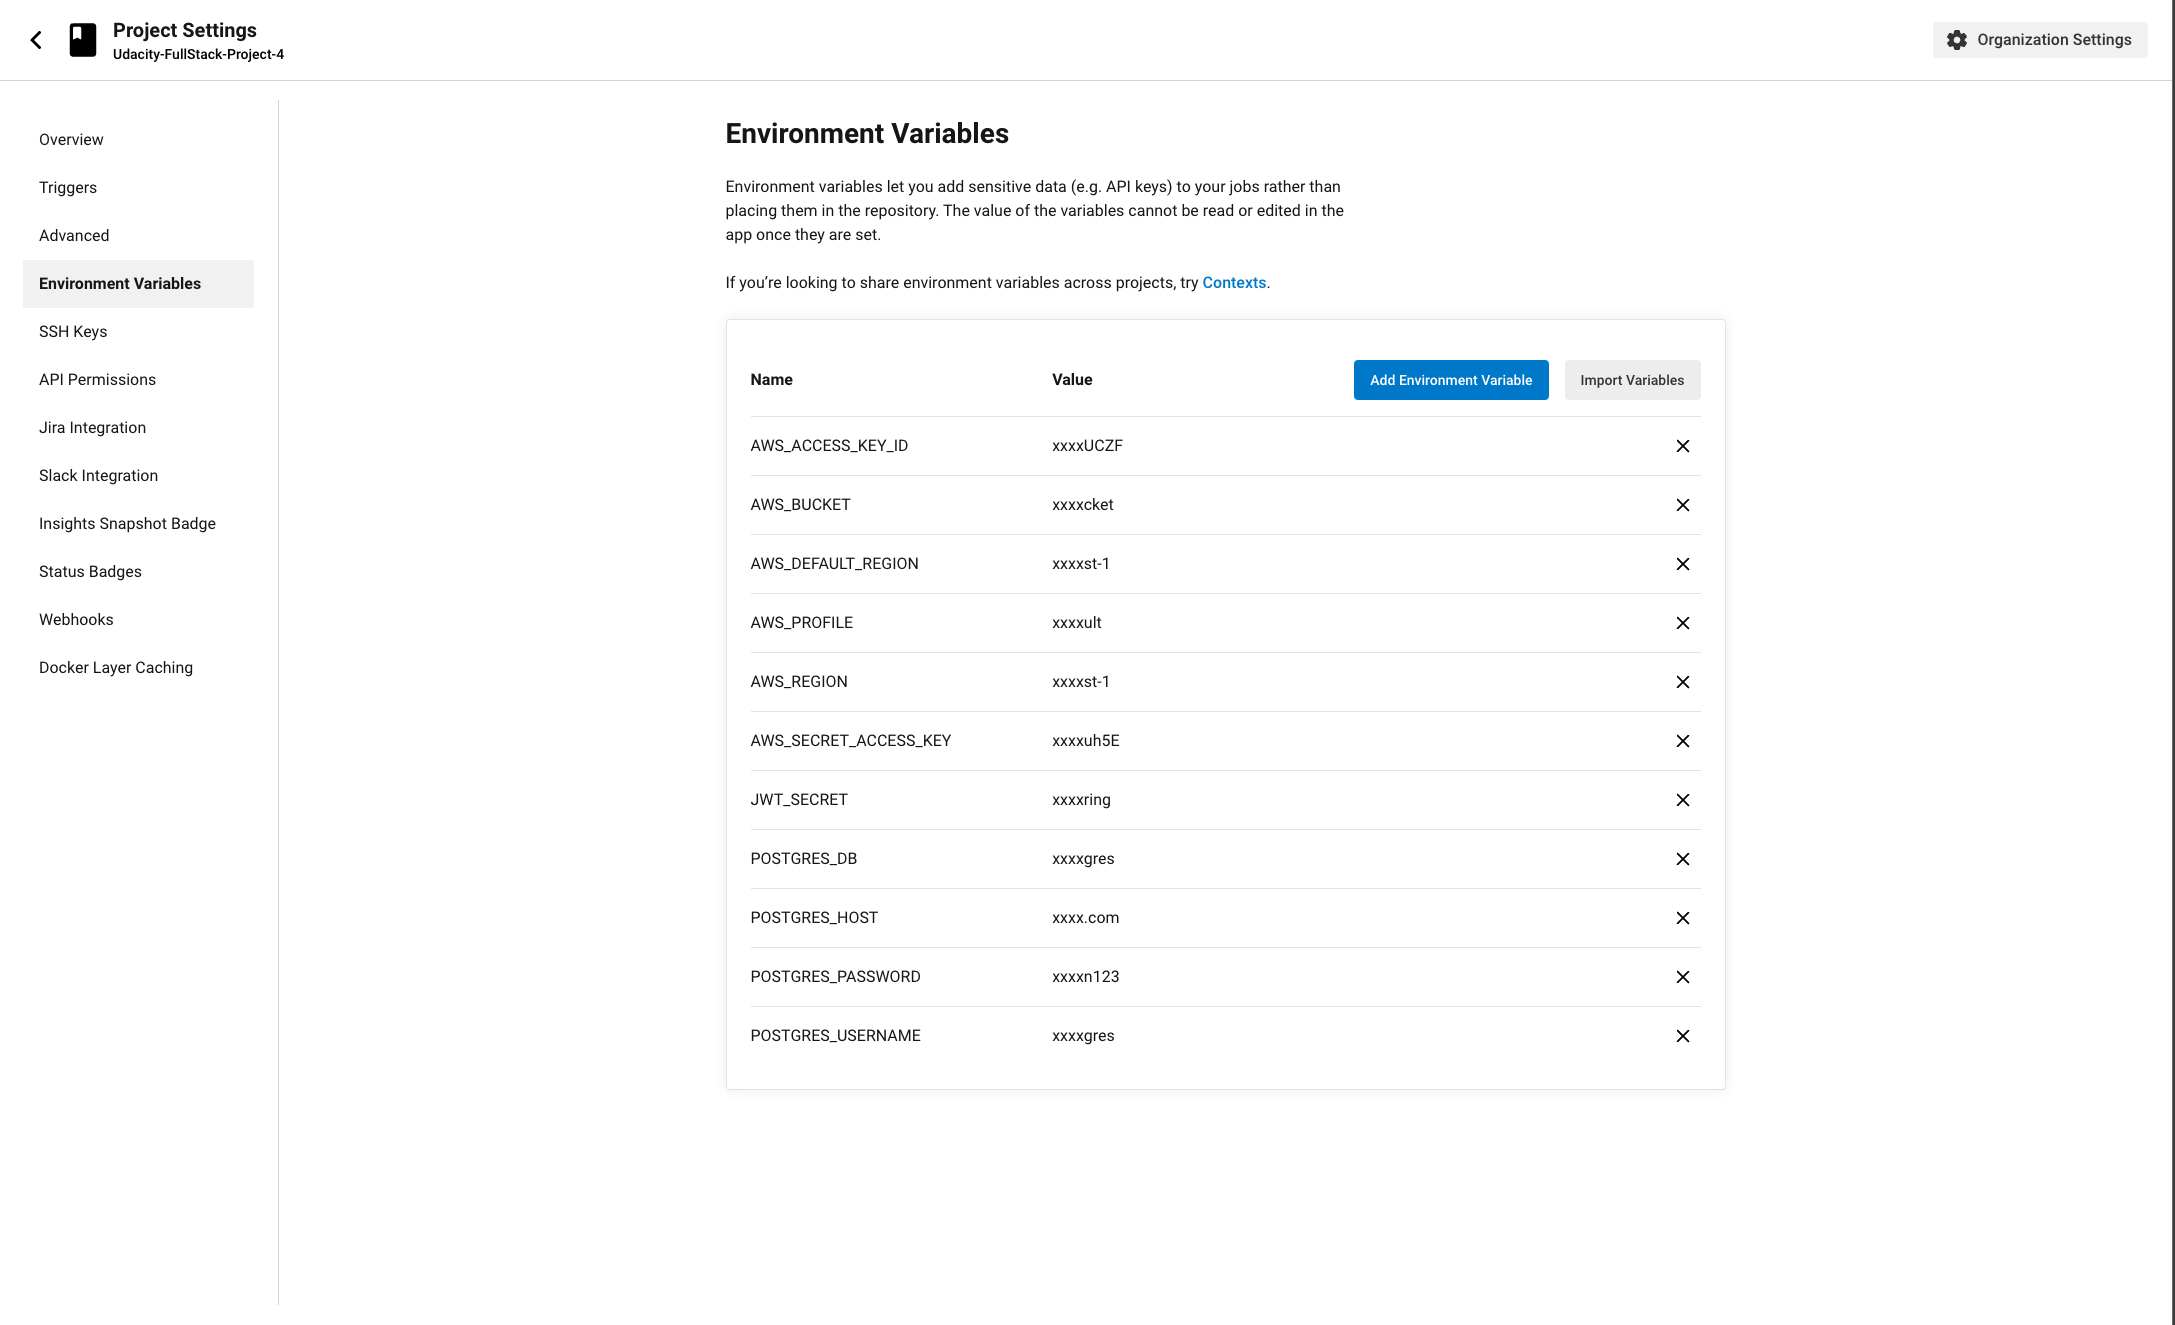 Project Settings
Udacity-FullStack-Project-4
Organization Settings
Overview
Triggers
Advanced
Environment Variables
SSH Keys
API Permissions
Jira Integration
Slack Integration
Insights Snapshot Badge
Status Badges
Webhooks
Docker Layer Caching
Environment Variables
Environment variables let you add sensitive data (e.g. API keys) to your jobs rather than
placing them in the repository. The value of the variables cannot be read or edited in the
app once they are set.
If you’re looking to share environment variables across projects, try Contexts.
Name Value Add Environment Variable Import Variables
AWS_ACCESS_KEY_ID xxxxUCZF
AWS_BUCKET xxxxcket
AWS_DEFAULT_REGION xxxxst-1
AWS_PROFILE xxxxult
AWS_REGION xxxxst-1
AWS_SECRET_ACCESS_KEY xxxxuh5E
JWT_SECRET xxxxring
POSTGRES_DB xxxxgres
POSTGRES_HOST xxxx.com
POSTGRES_PASSWORD xxxxn123
POSTGRES_USERNAME xxxxgres